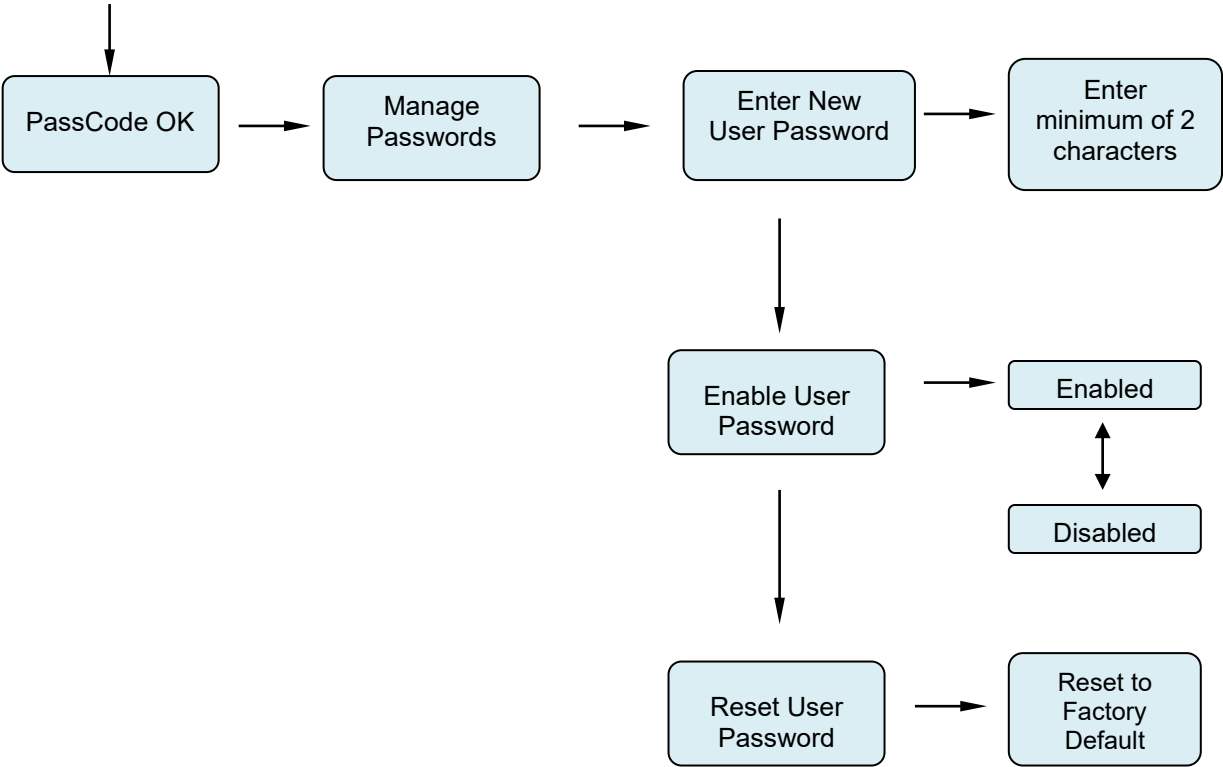 PassCode OK
Manage
Passwords
Enter New
User Password
Enter
minimum of 2
characters
Enable User
Password
Enabled
Disabled
Reset User
Password
Reset to
Factory
Default